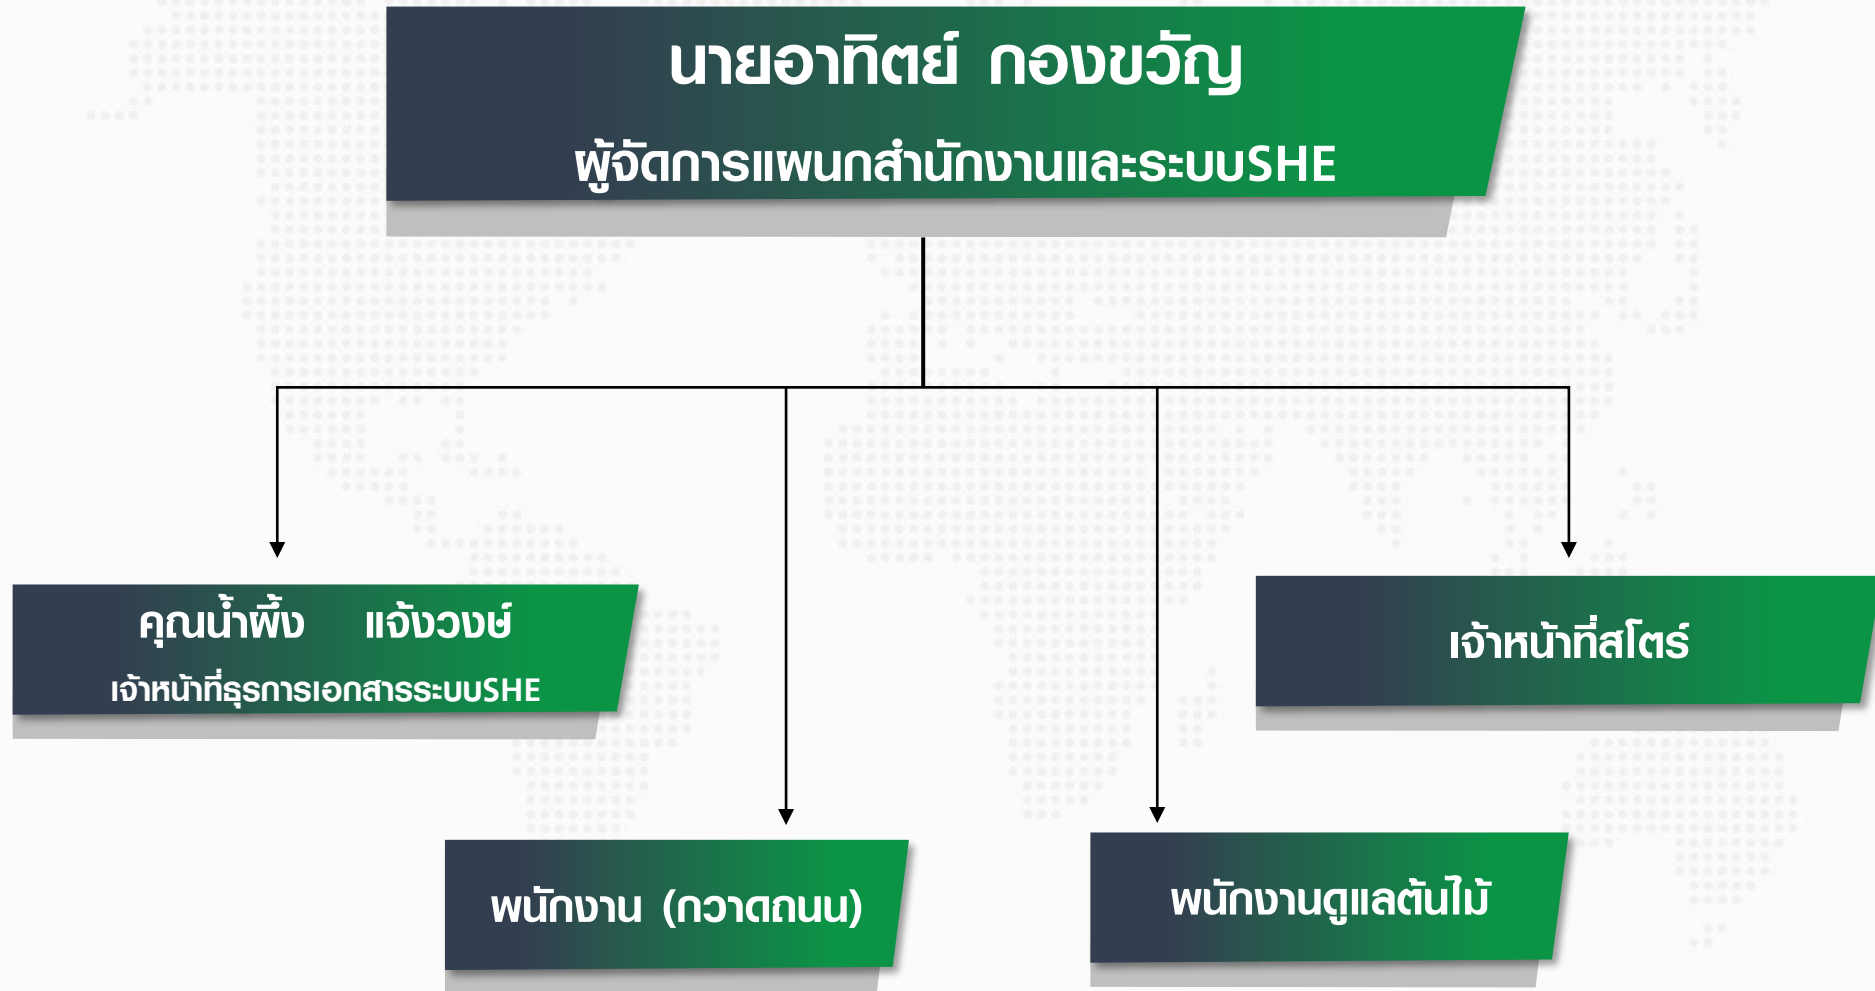 นายอาทิตย์ กองขวัญ
ผู้จัดการแผนกสำนักงานและระบบSHE
คุณน้ำผึ้ง แจ้งวงษ์
เจ้าหน้าที่ธุรการเอกสารระบบSHE
เจ้าหน้าที่สโตร์
พนักงาน (กวาดถนน)
พนักงานดูแลต้นไม้